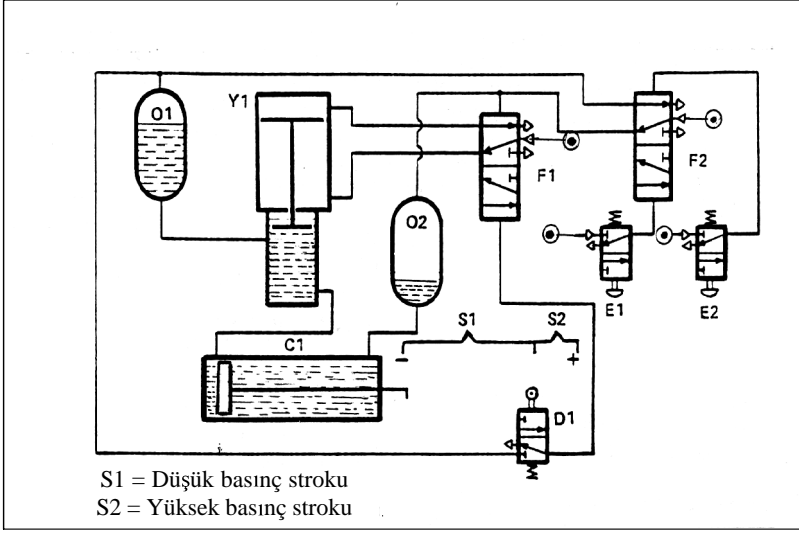 O1
Y1
F1
F2
O2
E1
E2
S1
S2
C1
−
+
D1
S1 = Düşük basınç stroku
S2 = Yüksek basınç stroku